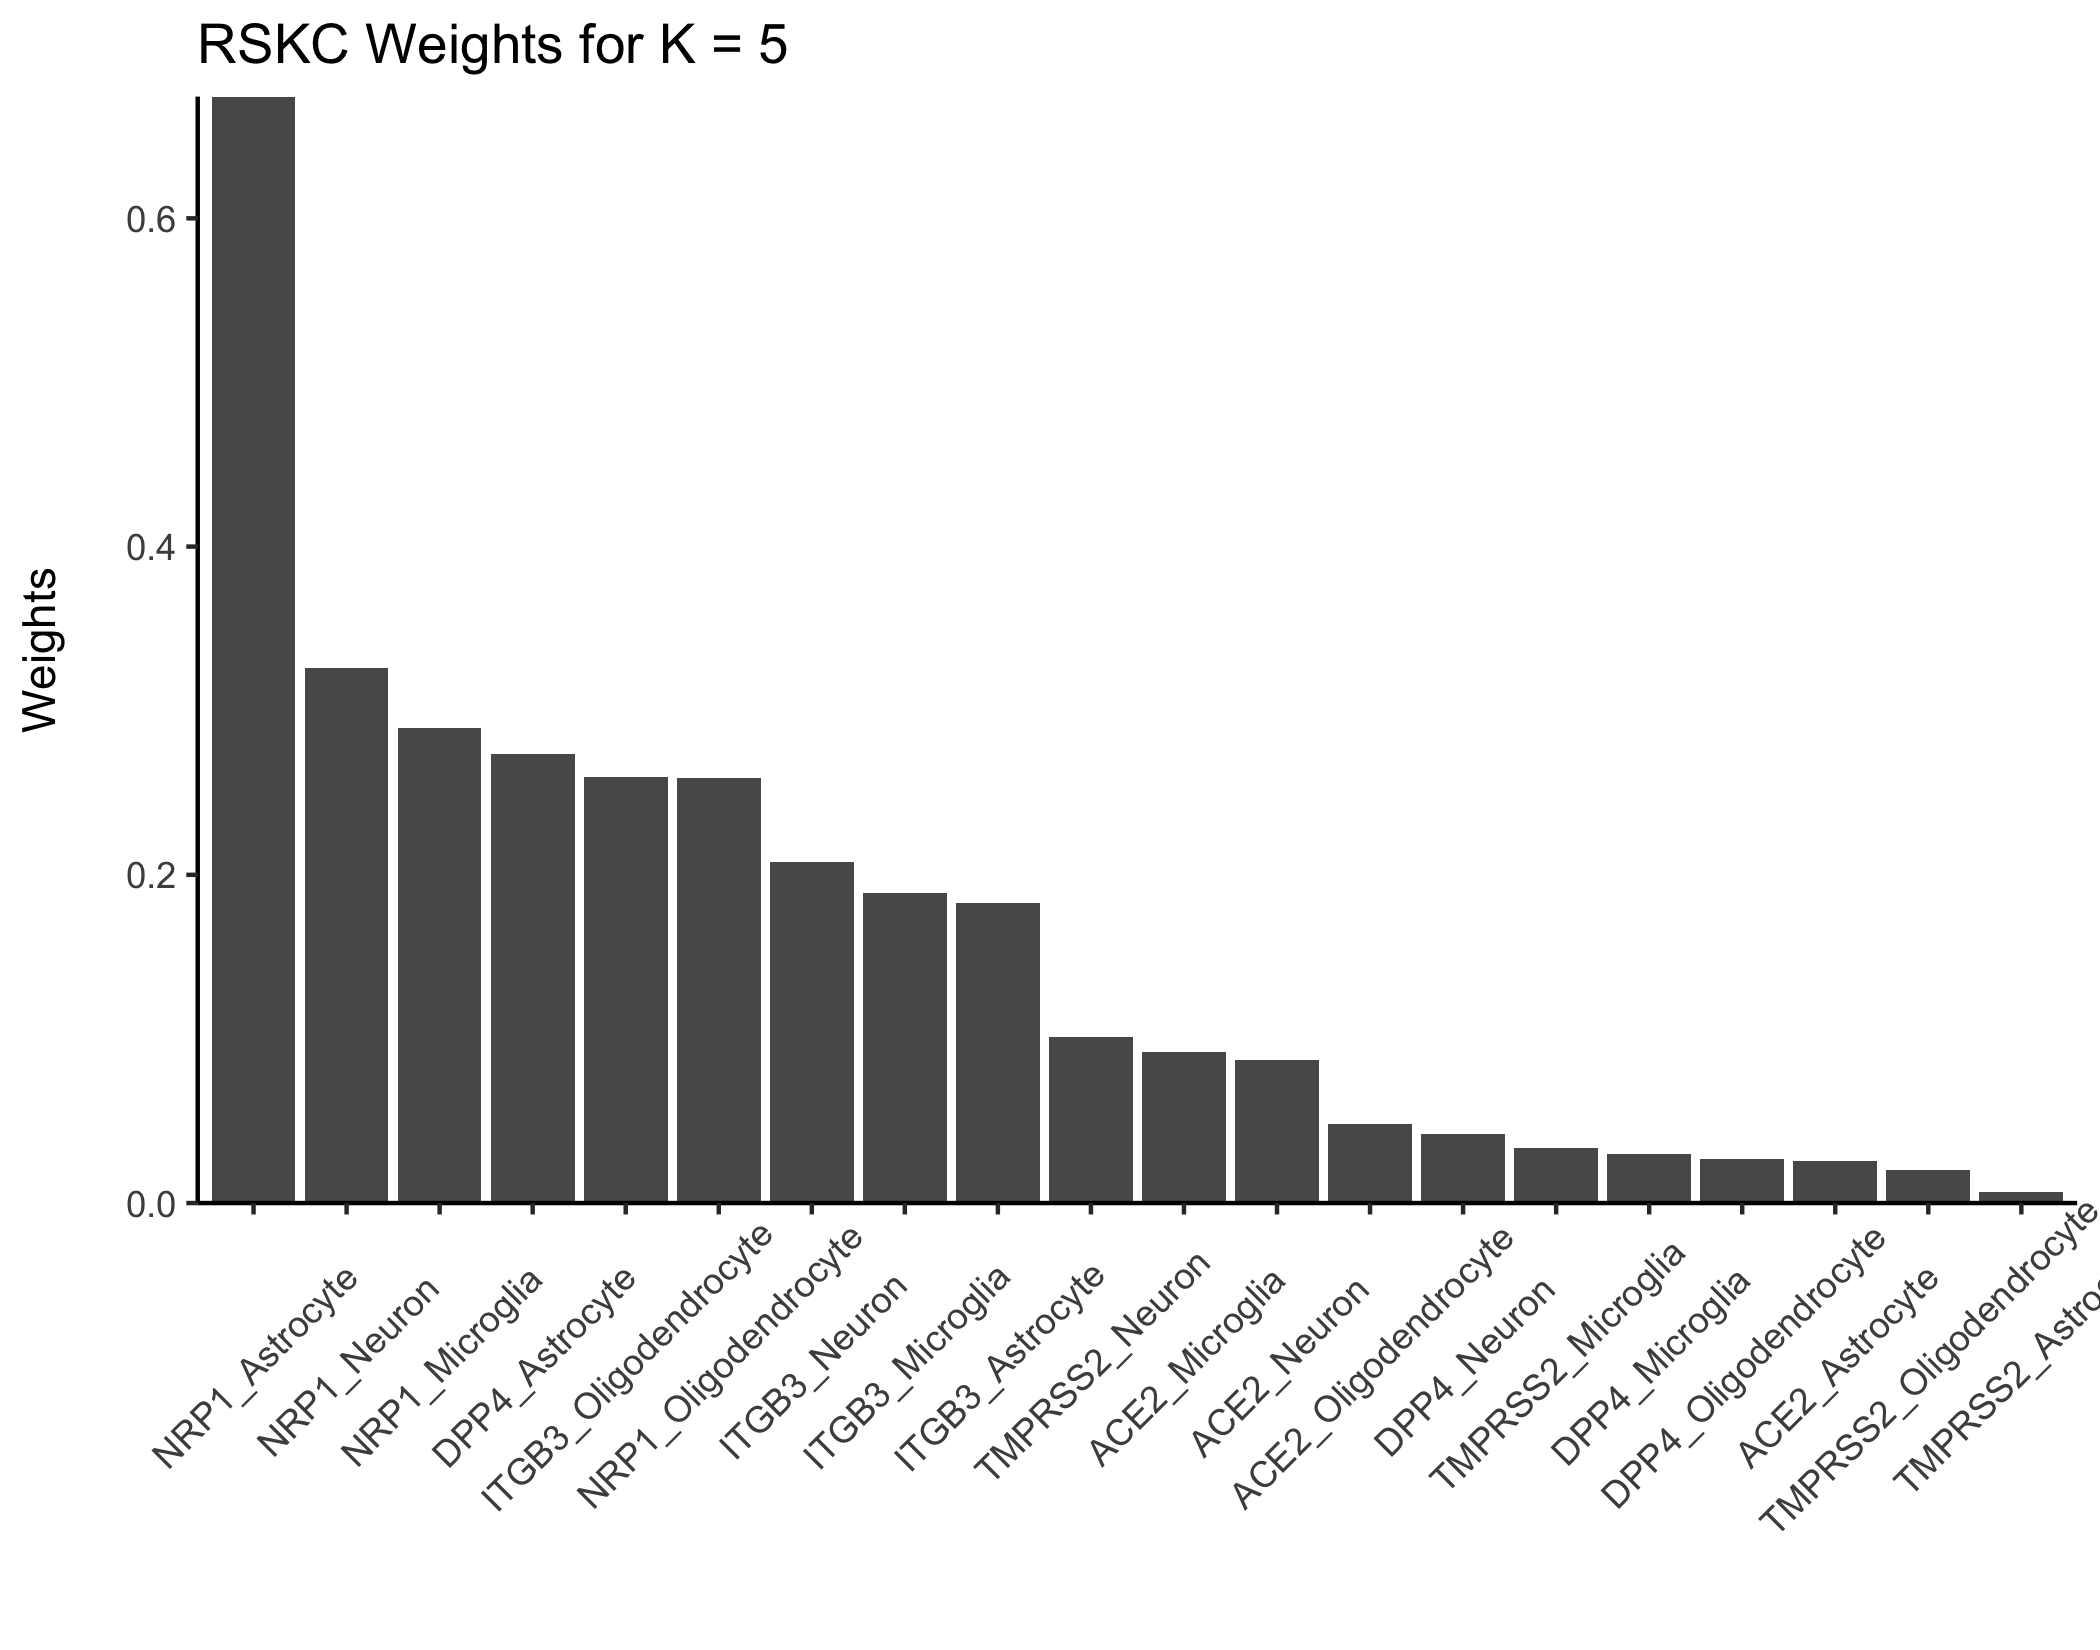 RSKC Weights for K = 5
Weights
0.6
0.4
0.2
0.0
NRP1_Astrocyte
NRP1_Neuron
NRP1_Microglia
DPP4_Astrocyte
ITGB3_Oligodendrocyte
NRP1_Oligodendrocyte
ITGB3_Neuron
ITGB3_Microglia
ITGB3_Astrocyte
TMPRSS2_Neuron
ACE2_Microglia
ACE2_Neuron
ACE2_Oligodendrocyte
DPP4_Neuron
TMPRSS2_Microglia
DPP4_Microglia
DPP4_Oligodendrocyte
ACE2_Astrocyte
TMPRSS2_Oligodendrocyte
TMPRSS2_Astro